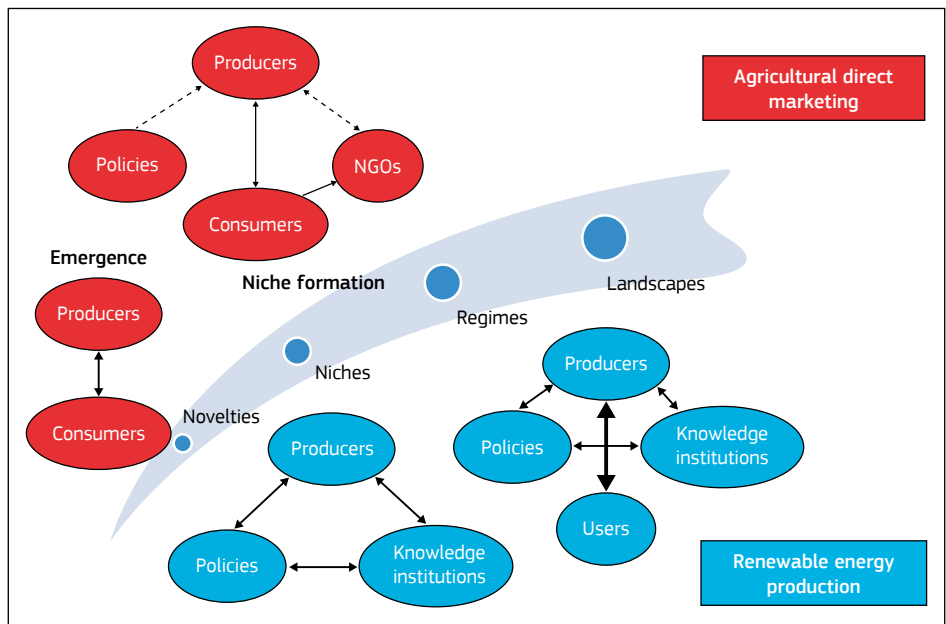 Producers
Agricultural direct
marketing
Policies
NGOs
Consumers
Emergence
Niche formation
Landscapes
Producers
Regimes
Niches
Producers
Consumers
Novelties
Policies
Knowledge
institutions
Producers
Users
Policies
Knowledge
institutions
Renewable energy
production